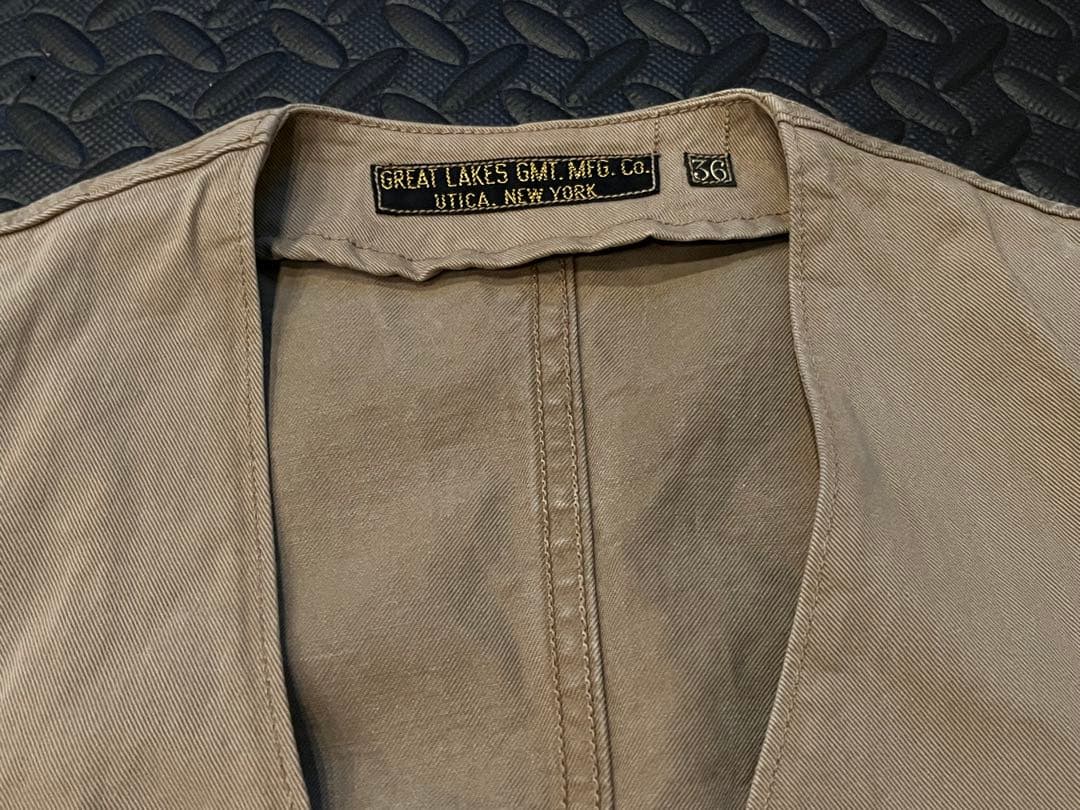 GREAT LAKES GMT. MFG. Co.
UTICA, NEW YORK
36